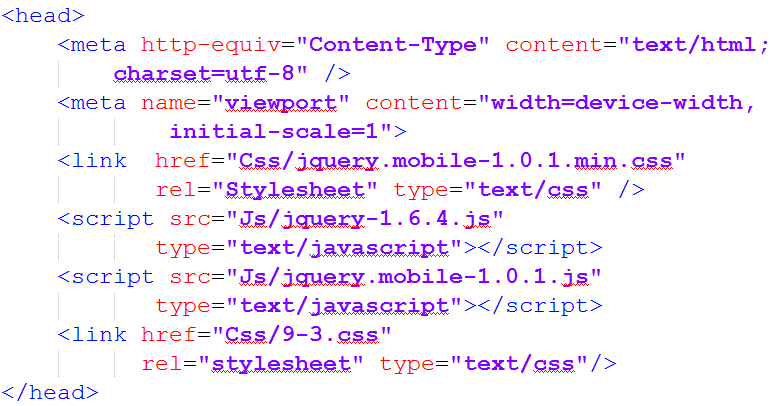 <head>
<meta http-equiv="Content-Type" content="text/html;
charset=utf-8" />
<meta name="viewport" content="width=device-width,
initial-scale=1">
<link  href="Css/jquery.mobile-1.0.1.min.css"
rel="Stylesheet" type="text/css" />
<script src="Js/jquery-1.6.4.js"
type="text/javascript"></script>
<script src="Js/jquery.mobile-1.0.1.js"
type="text/javascript"></script>
<link href="Css/9-3.css"
rel="stylesheet" type="text/css"/>
</head>